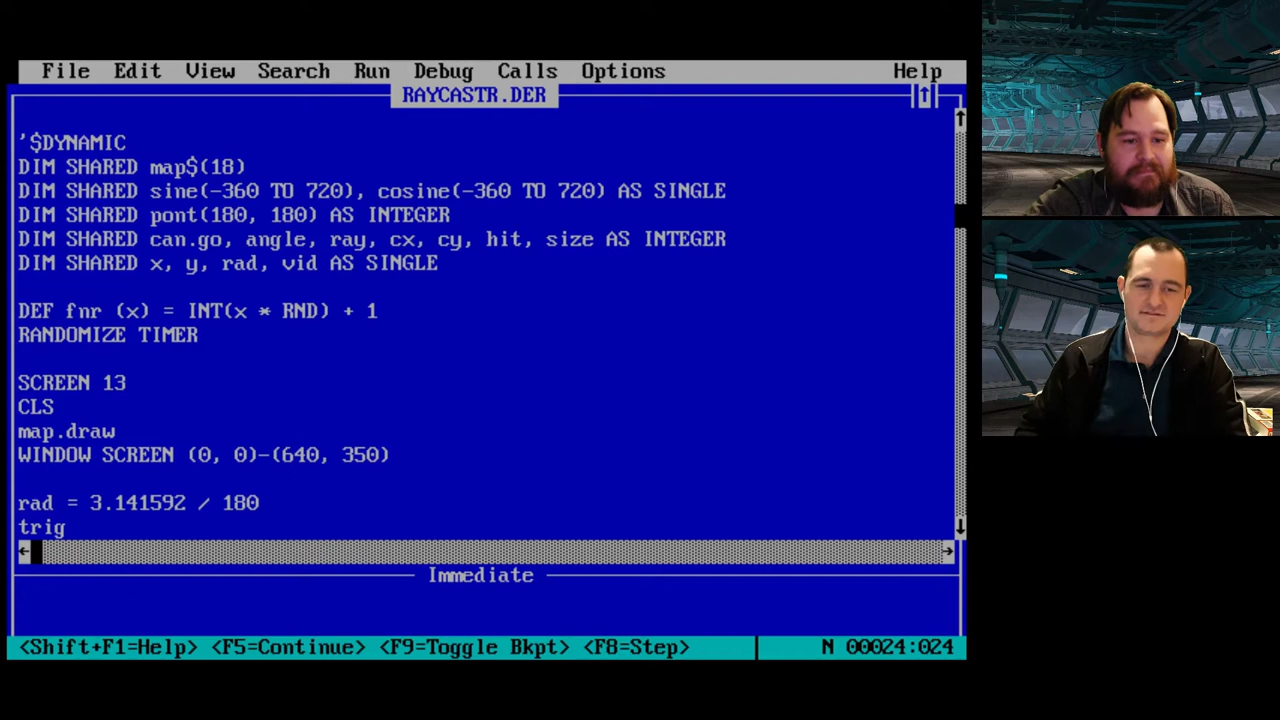 File Edit View Search Run Debug Calls Options Help
RAYCASTR.DER
'$DYNAMIC
DIM SHARED map$(18)
DIM SHARED sine(-360 TO 720), cosine(-360 TO 720) AS SINGLE
DIM SHARED pont(180, 180) AS INTEGER
DIM SHARED can.go, angle, ray, cx, cy, hit, size AS INTEGER
DIM SHARED x, y, rad, vid AS SINGLE
DEF fnr (x) = INT(x * RND) + 1
RANDOMIZE TIMER
SCREEN 13
CLS
map.draw
WINDOW SCREEN (0, 0)-(640, 350)
rad = 3.141592 / 180
trig
Immediate
<Shift+F1=Help> <F5=Continue> <F9=Toggle Bkpt> <F8=Step> N 00024:024